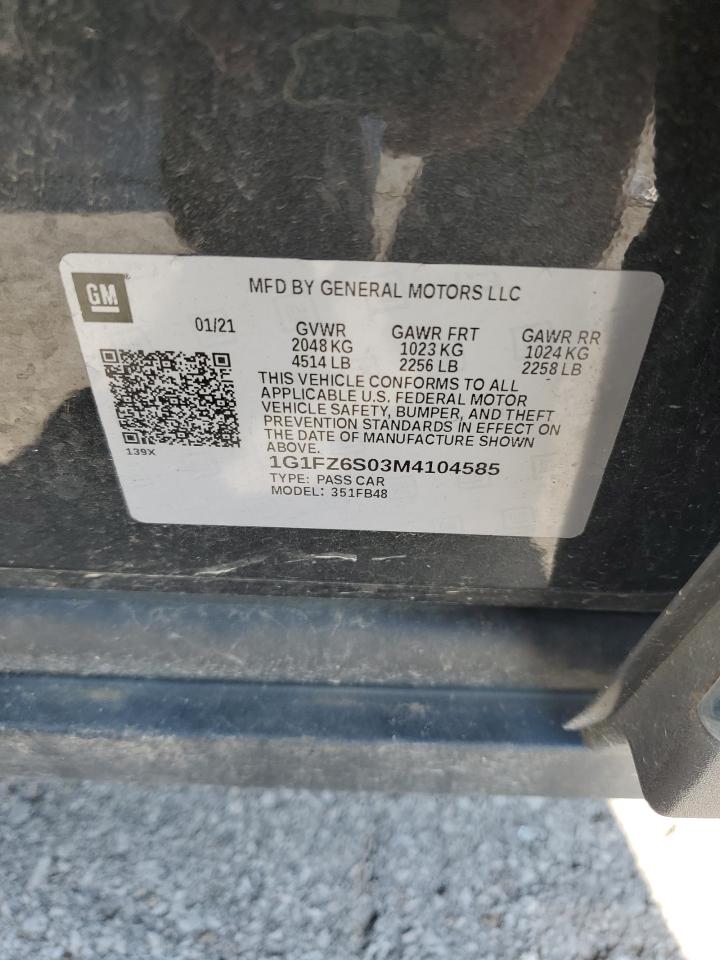 GM
MFD BY GENERAL MOTORS LLC
01/21
GVWR
2048 KG
4514 LB
GAWR FRT
1023 KG
2256 LB
GAWR RR
1024 KG
2258 LB
THIS VEHICLE CONFORMS TO ALL
APPLICABLE U.S. FEDERAL MOTOR
VEHICLE SAFETY, BUMPER, AND THEFT
PREVENTION STANDARDS IN EFFECT ON
THE DATE OF MANUFACTURE SHOWN
ABOVE.
139X
1G1FZ6S03M4104585
TYPE: PASS CAR
MODEL: 351FB48